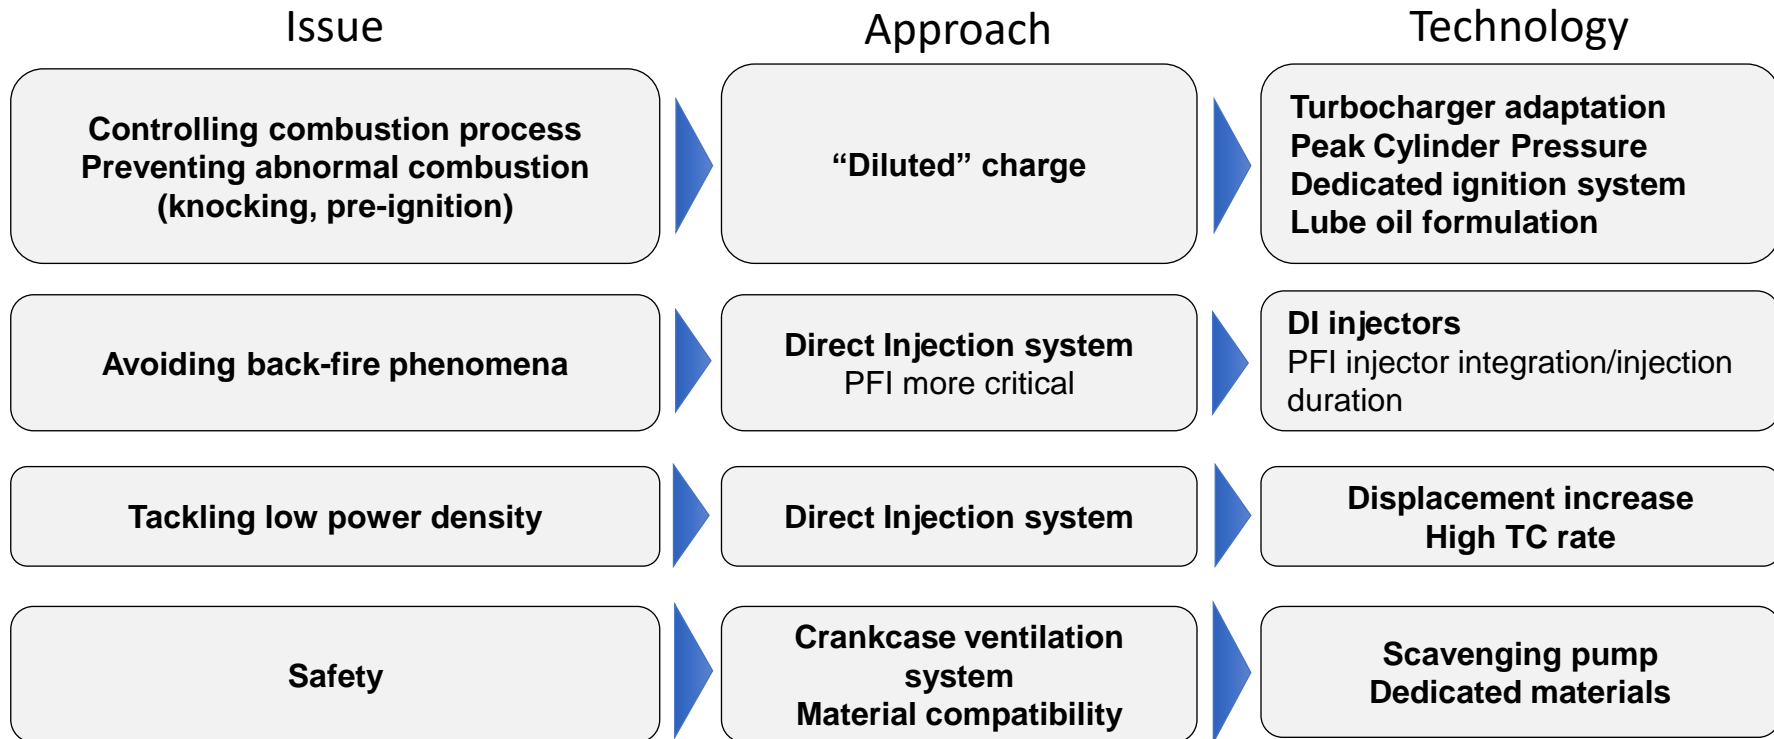 Issue
Approach
Technology
Controlling combustion process
Preventing abnormal combustion
(knocking, pre-ignition)
“Diluted” charge
Turbocharger adaptation
Peak Cylinder Pressure
Dedicated ignition system
Lube oil formulation
Avoiding back-fire phenomena
Direct Injection system
PFI more critical
DI injectors
PFI injector integration/injection
duration
Tackling low power density
Direct Injection system
Displacement increase
High TC rate
Safety
Crankcase ventilation
system
Material compatibility
Scavenging pump
Dedicated materials